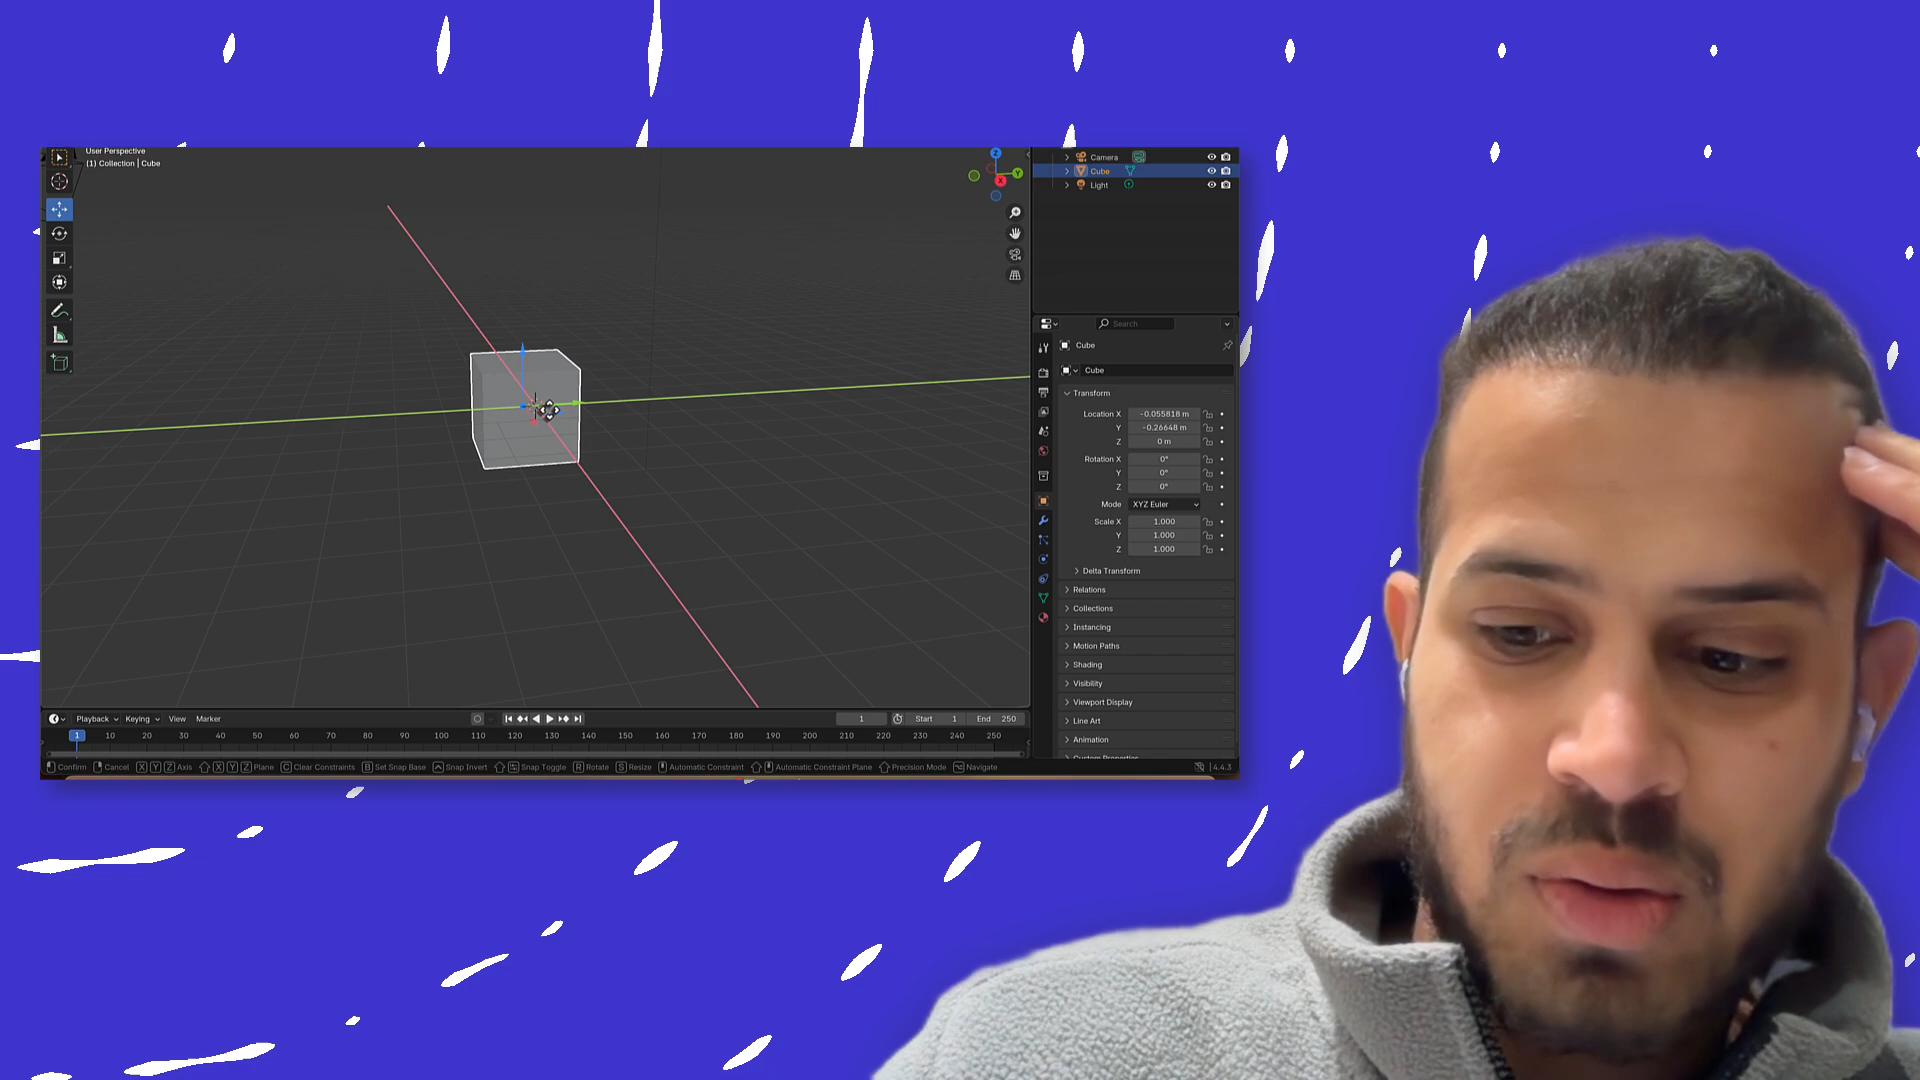 User Perspective
(1) Collection | Cube
Z
Y
X
Camera
Cube
Light
Search
Cube
Cube
Transform
Location X -0.055818 m
Y -0.26648 m
Z 0 m
Rotation X 0°
Y 0°
Z 0°
Mode XYZ Euler
Scale X 1.000
Y 1.000
Z 1.000
Delta Transform
Relations
Collections
Instancing
Motion Paths
Shading
Visibility
Viewport Display
Line Art
Animation
Custom Properties
Playback Keying View Marker 1 Start 1 End 250
1 10 20 30 40 50 60 70 80 90 100 110 120 130 140 150 160 170 180 190 200 210 220 230 240 250
Confirm Cancel X Y Z Axis X Y Z Plane C Clear Constraints B Set Snap Base Snap Invert Snap Toggle R Rotate S Resize Automatic Constraint Automatic Constraint Plane Precision Mode Navigate 4.4.3